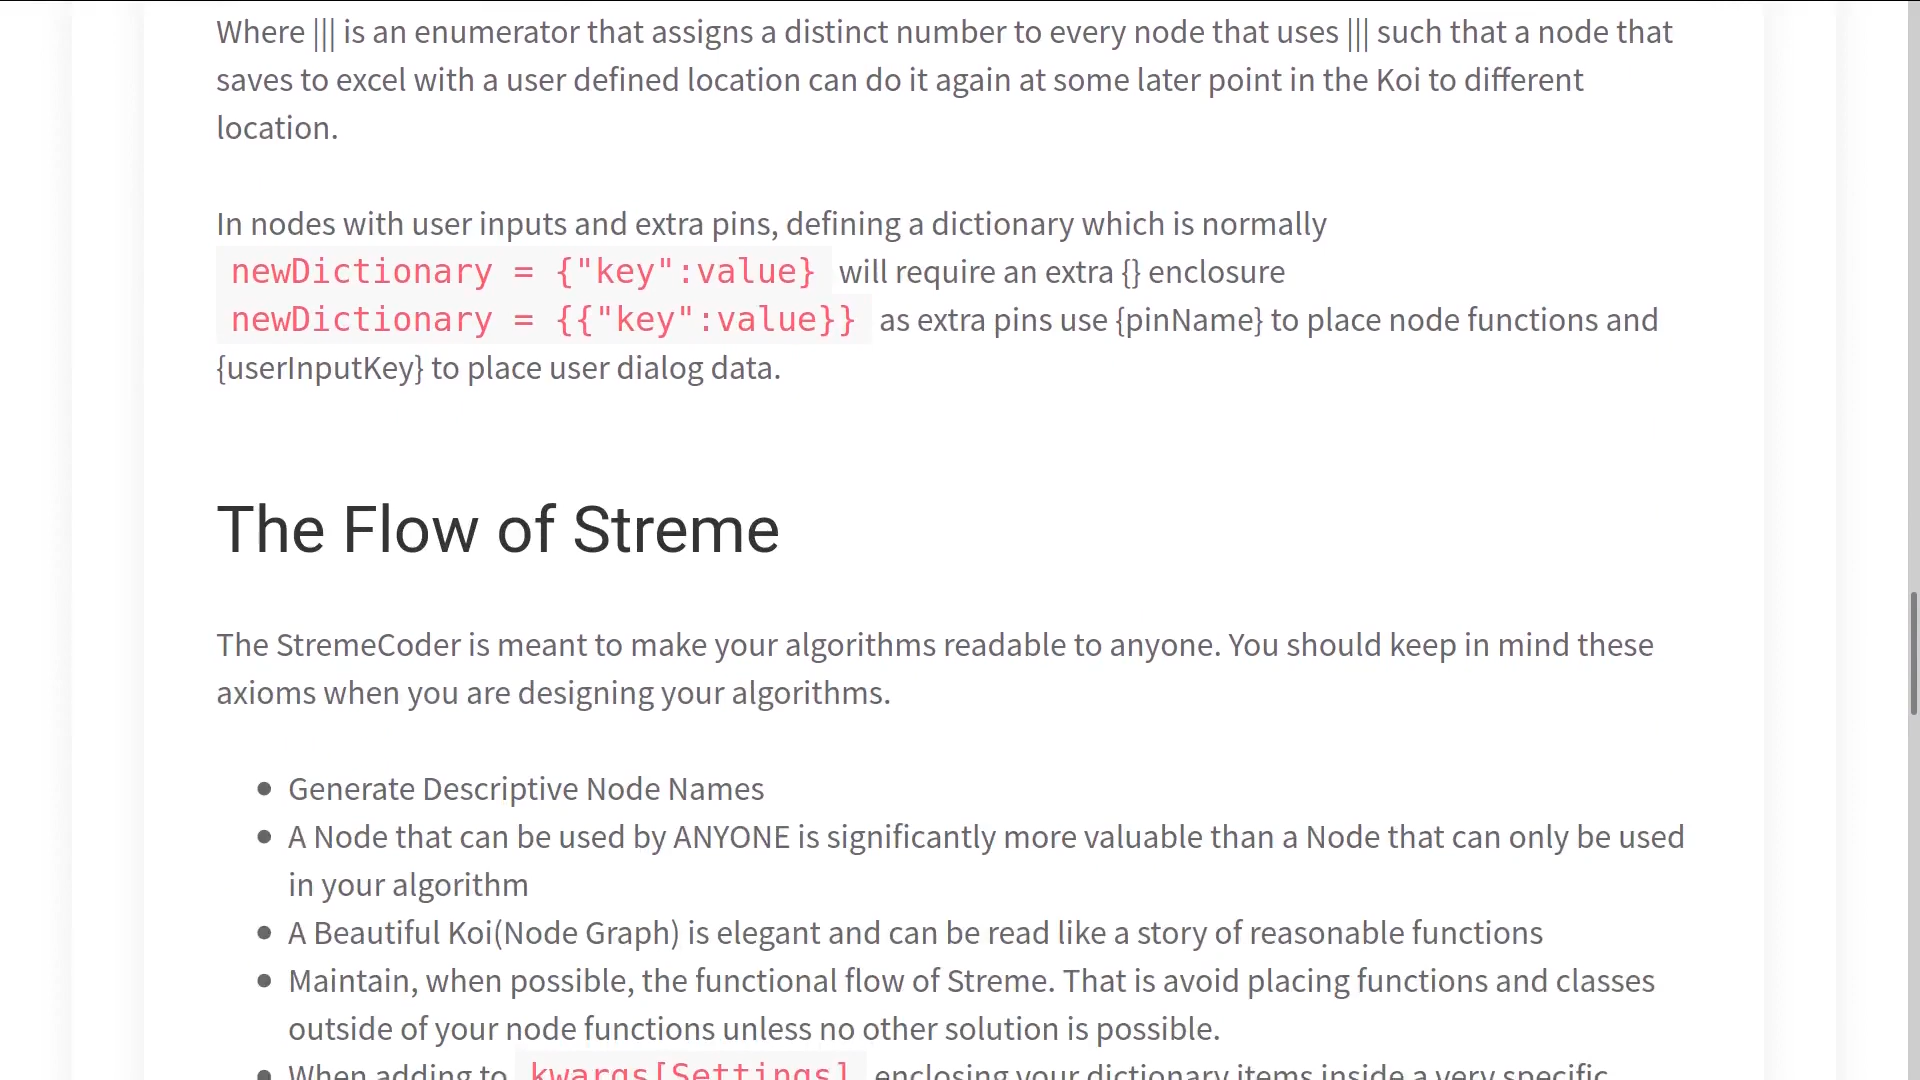 Where ||| is an enumerator that assigns a distinct number to every node that uses ||| such that a node that
saves to excel with a user defined location can do it again at some later point in the Koi to different
location.
In nodes with user inputs and extra pins, defining a dictionary which is normally
newDictionary = {"key":value} will require an extra {} enclosure
newDictionary = {{"key":value}} as extra pins use {pinName} to place node functions and
{userInputKey} to place user dialog data.
The Flow of Streme
The StremeCoder is meant to make your algorithms readable to anyone. You should keep in mind these
axioms when you are designing your algorithms.
• Generate Descriptive Node Names
• A Node that can be used by ANYONE is significantly more valuable than a Node that can only be used
in your algorithm
• A Beautiful Koi(Node Graph) is elegant and can be read like a story of reasonable functions
• Maintain, when possible, the functional flow of Streme. That is avoid placing functions and classes
outside of your node functions unless no other solution is possible.
• When adding to kwargs[Settings] enclosing your dictionary items inside a very specific